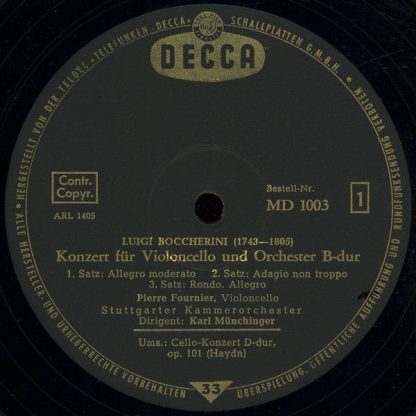 DECCA
ALLE HERSTELLER- UND URHEBERRECHTE VORBEHALTEN
HERGESTELLT VON DER TELDEC »TELEFUNKEN DECCA« SCHALLPLATTEN G.M.B.H.
ÜBERSPIELUNG, ÖFFENTLICHE AUFFÜHRUNG UND RUNDFUNKSENDUNG VERBOTEN
Contr.
Copyr.
ARL 1405
Bestell-Nr.
MD 1003
1
LUIGI BOCCHERINI (1743—1805)
Konzert für Violoncello und Orchester B-dur
1. Satz: Allegro moderato 2. Satz: Adagio non troppo
3. Satz: Rondo. Allegro
Pierre Fournier, Violoncello
Stuttgarter Kammerorchester
Dirigent: Karl Münchinger
Ums.: Cello-Konzert D-dur,
op. 101 (Haydn)
33